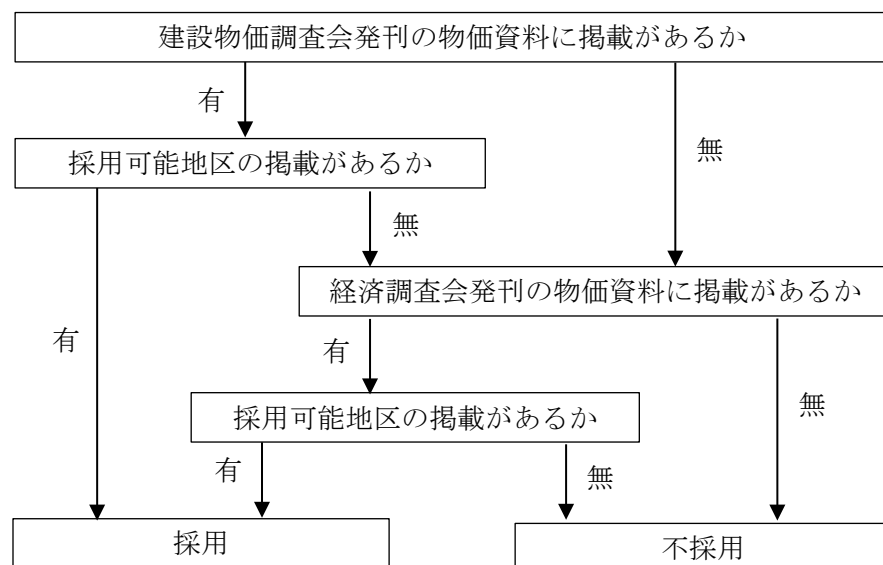 建設物価調査会発刊の物価資料に掲載があるか
有
採用可能地区の掲載があるか
無
無
経済調査会発刊の物価資料に掲載があるか
有
有
採用可能地区の掲載があるか
無
有
無
採用
不採用